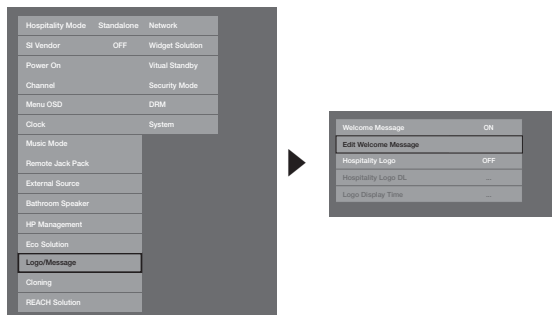 Hospitality Mode Standalone Network
SI Vendor OFF Widget Solution
Power On Vitual Standby
Channel Security Mode
Menu OSD DRM
Clock System
Music Mode
Remote Jack Pack
External Source
Bathroom Speaker
HP Management
Eco Solution
Logo/Message
Cloning
REACH Solution
Welcome Message ON
Edit Welcome Message
Hospitality Logo OFF
Hospitality Logo DL ...
Logo Display Time ...